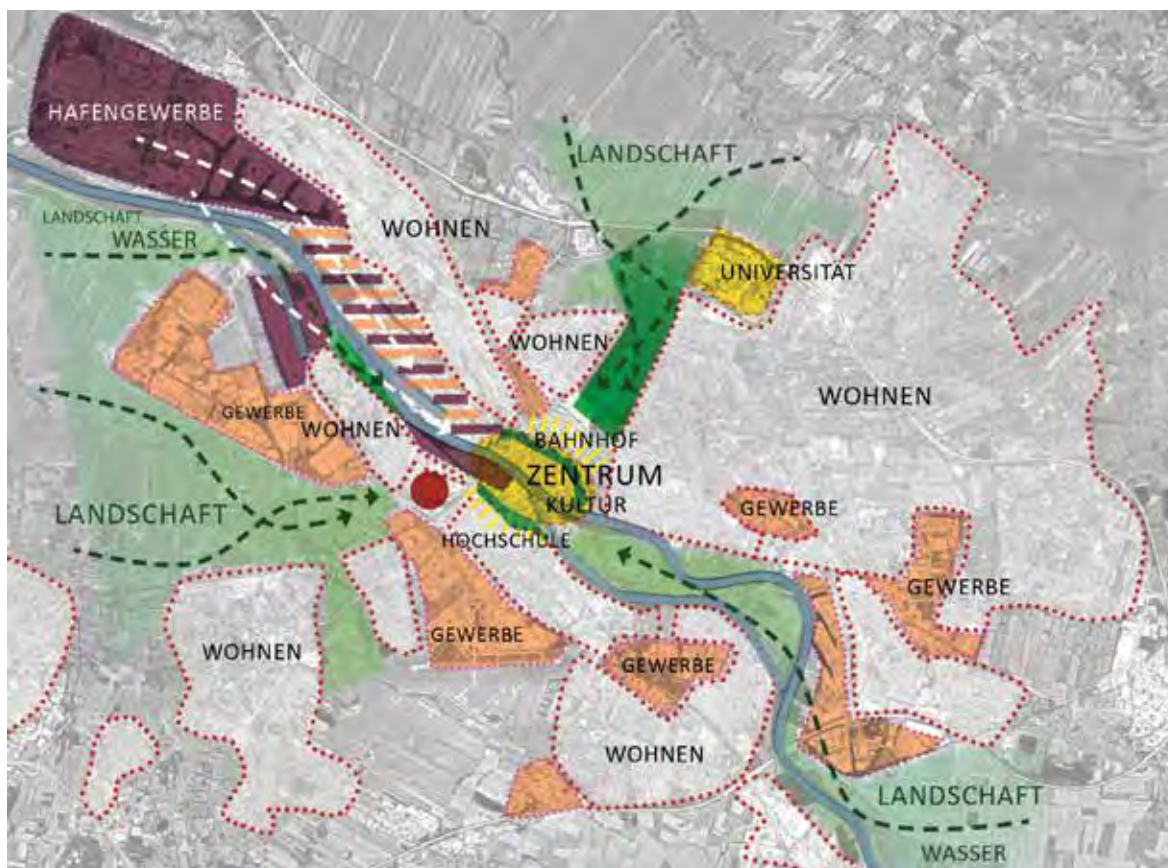 HAFENGEWERBE
LANDSCHAFT
LANDSCHAFT
WASSER
WOHNEN
UNIVERSITÄT
WOHNEN
WOHNEN
GEWERBE
WOHNEN
BAHNHOF
ZENTRUM
KULTUR
GEWERBE
LANDSCHAFT
HOCHSCHULE
GEWERBE
GEWERBE
WOHNEN
GEWERBE
WOHNEN
LANDSCHAFT
WASSER